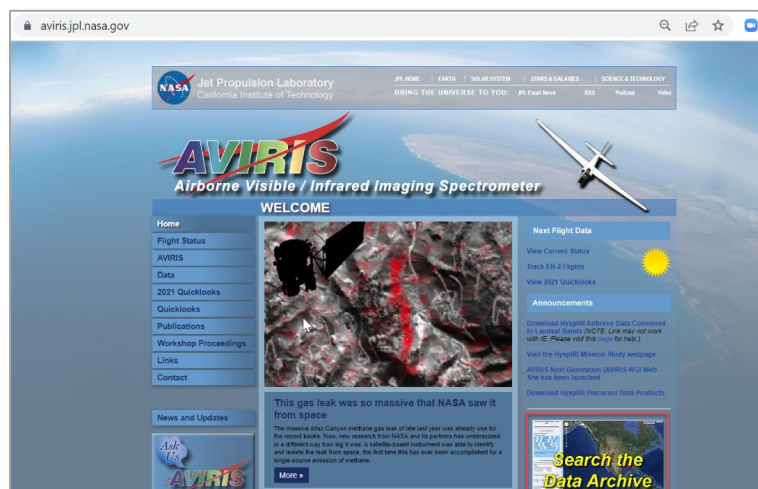 aviris.jpl.nasa.gov
NASA
Jet Propulsion Laboratory
California Institute of Technology
JPL HOME | EARTH | SOLAR SYSTEM | STARS & GALAXIES | SCIENCE & TECHNOLOGY
BRING THE UNIVERSE TO YOU: JPL Email News RSS Podcast Video
AVIRIS
Airborne Visible / Infrared Imaging Spectrometer
WELCOME
Home
Flight Status
AVIRIS
Data
2021 Quicklooks
Quicklooks
Publications
Workshop Proceedings
Links
Contact
News and Updates
Ask Us
AVIRIS
This gas leak was so massive that NASA saw it
from space
The massive Aliso Canyon methane gas leak of late last year was already one for
the record books. Now, new research from NASA and its partners has underscored
in a different way how big it was: A satellite-based instrument was able to identify
and isolate the leak from space, the first time this has ever been accomplished for a
single-source emission of methane.
More »
Next Flight Data
View Current Status
Track ER-2 Flights
View 2021 Quicklooks
Announcements
Download HyspIRI Airborne Data Convolved
to Landsat Bands (NOTE: Link may not work
with IE. Please visit this page for help.)
Visit the HyspIRI Mission Study webpage
AVIRIS Next Generation (AVIRIS-NG) Web
Site has been launched
Download HyspIRI Precursor Data Products
Search the
Data Archive